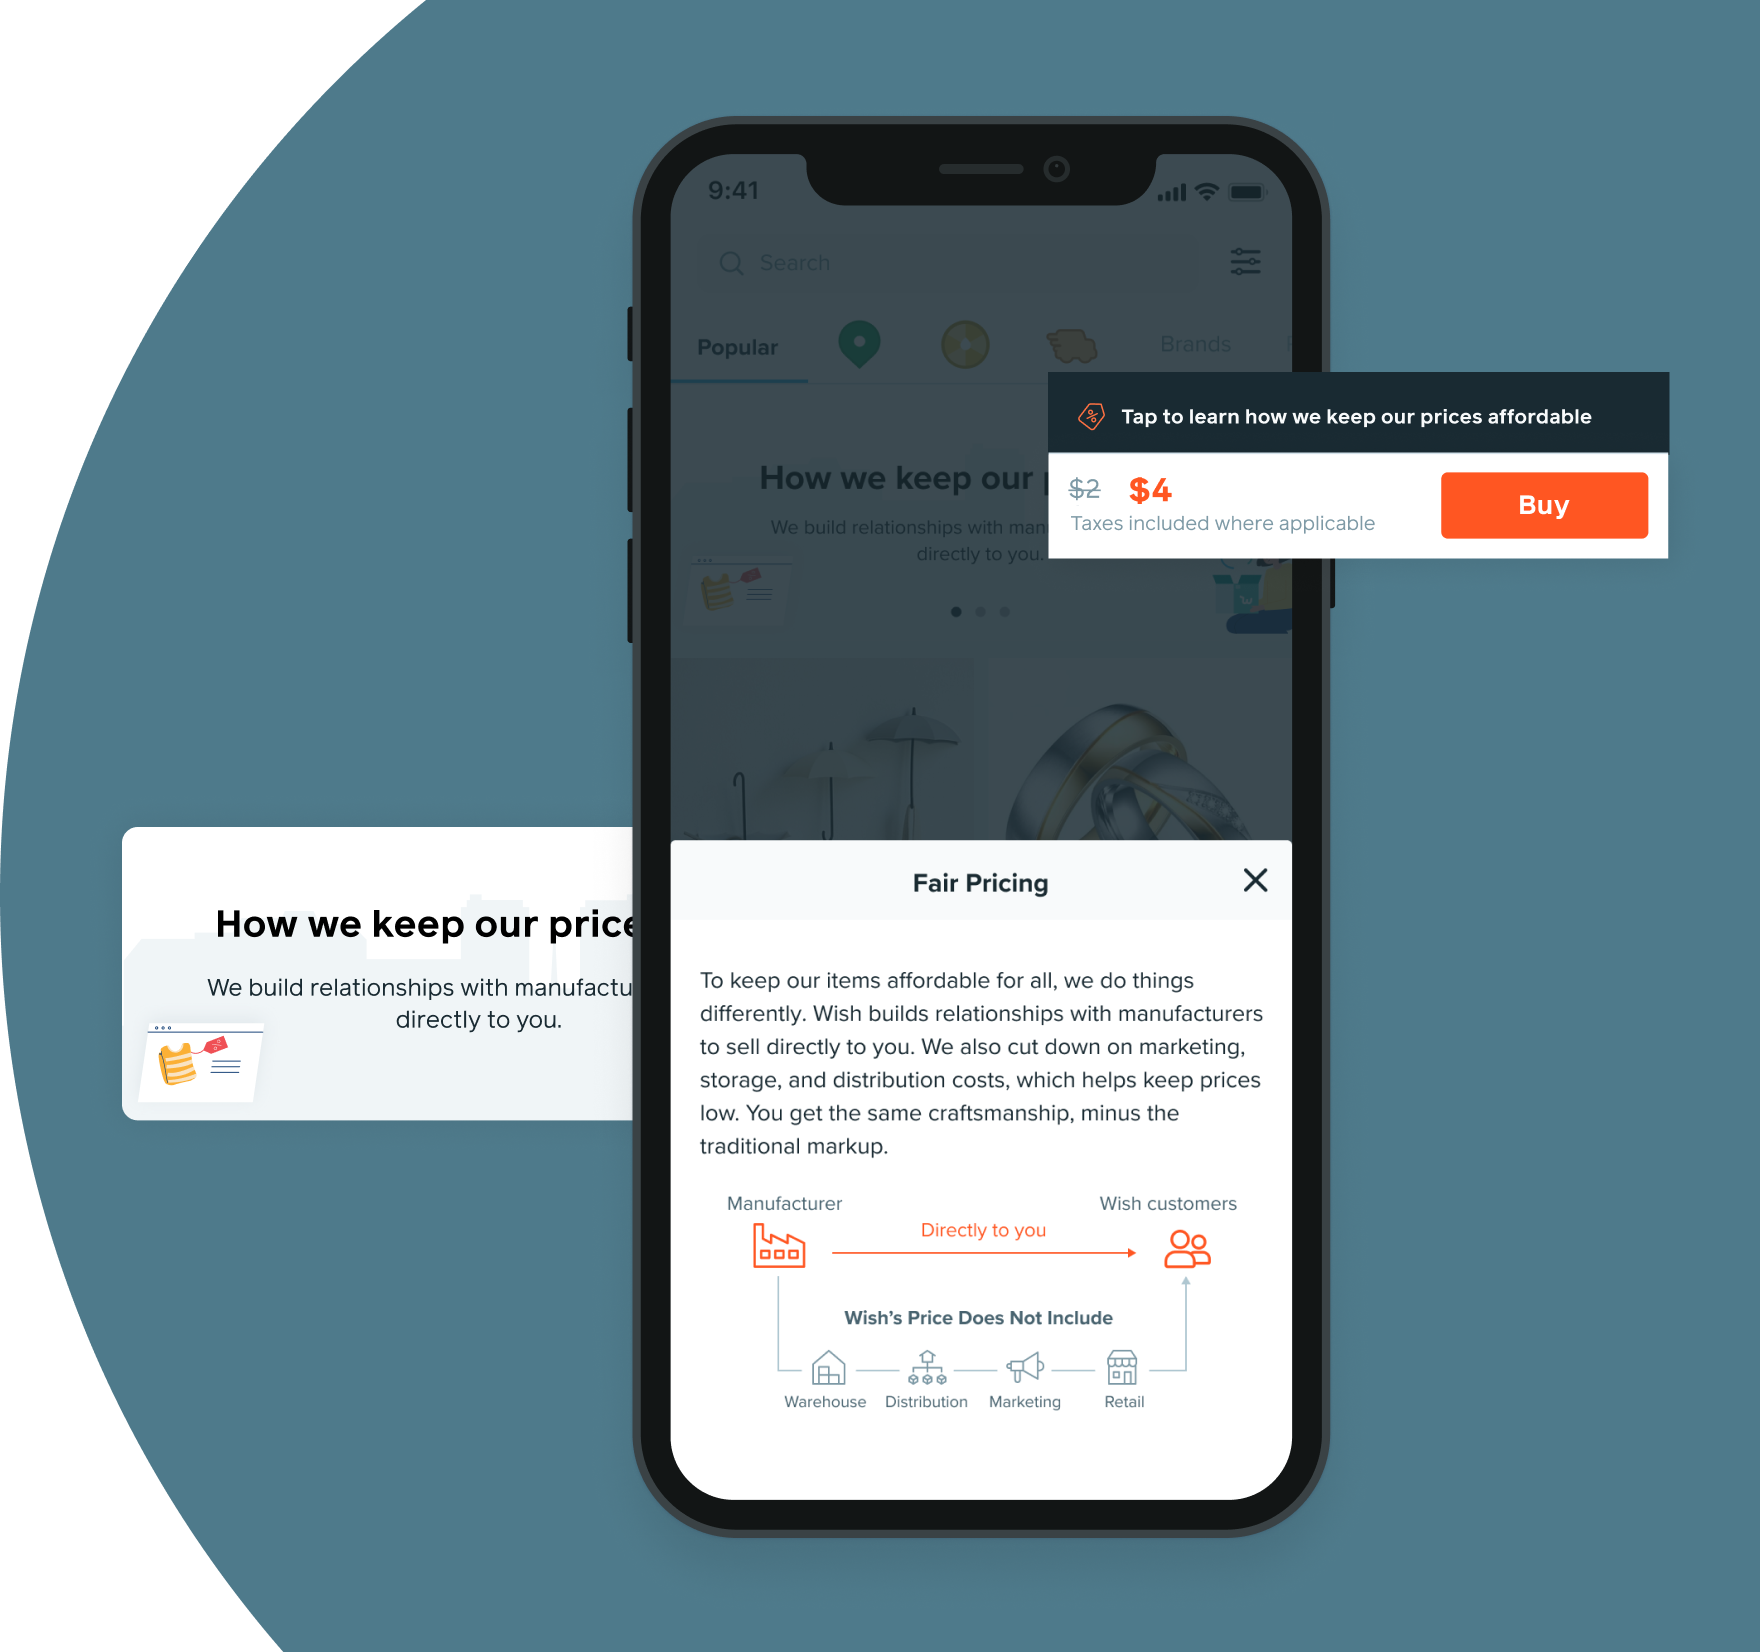 9:41
Search
Popular
Brands
Tap to learn how we keep our prices affordable
$2 $4
Taxes included where applicable
Buy
How we keep our
We build relationships with man
directly to you.
How we keep our price
We build relationships with manufactu
directly to you.
Fair Pricing
To keep our items affordable for all, we do things
differently. Wish builds relationships with manufacturers
to sell directly to you. We also cut down on marketing,
storage, and distribution costs, which helps keep prices
low. You get the same craftsmanship, minus the
traditional markup.
Manufacturer
Wish customers
Directly to you
Wish's Price Does Not Include
Warehouse Distribution Marketing Retail